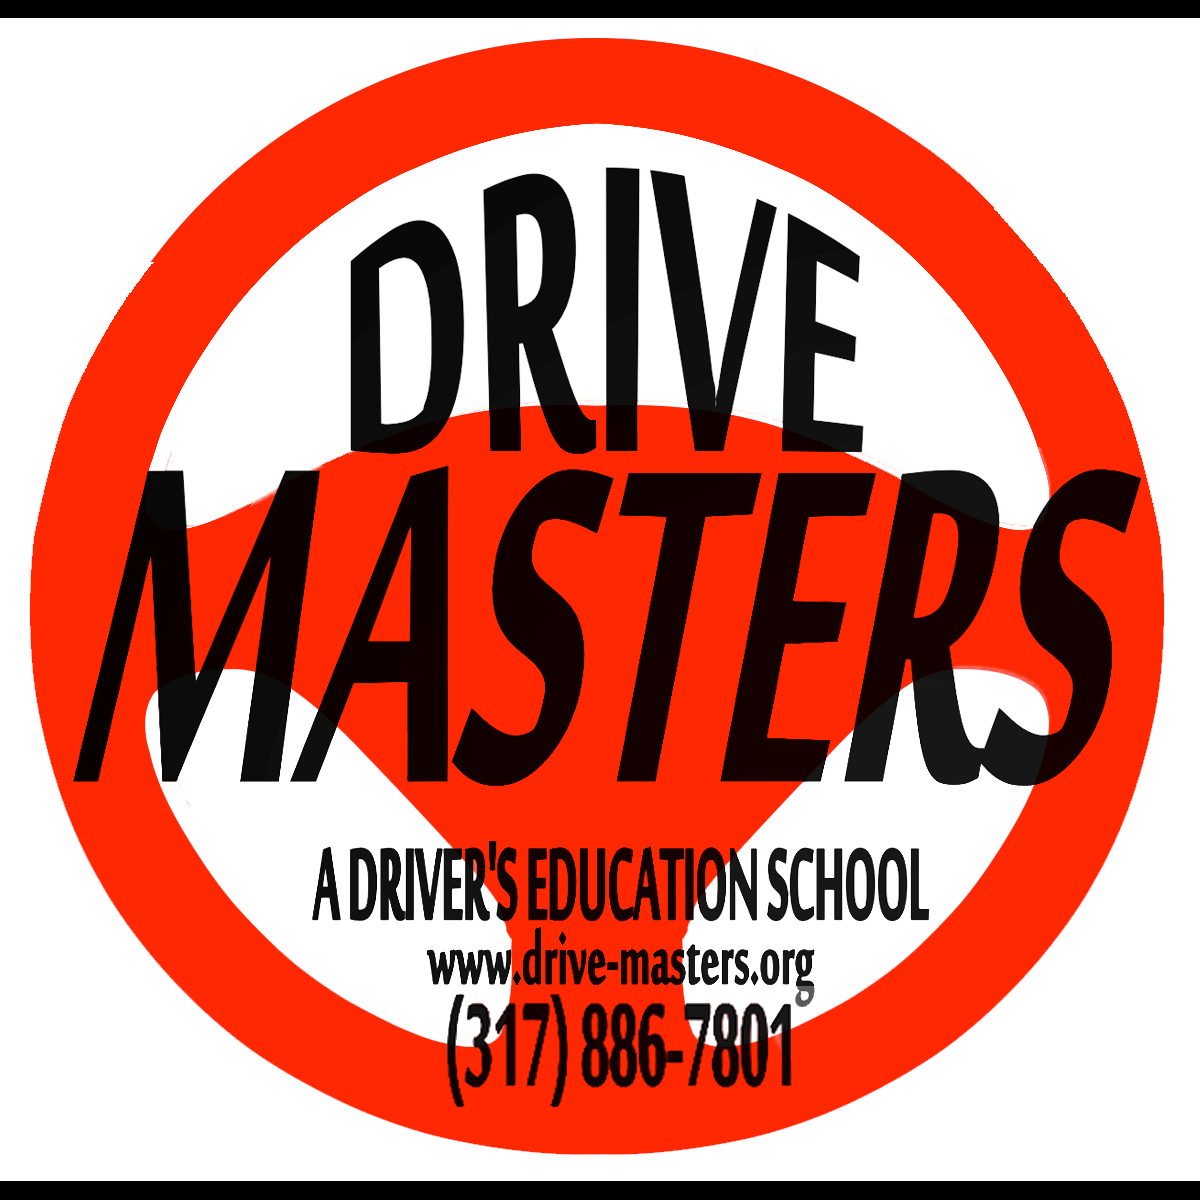 DRIVE
MASTERS
A DRIVER'S EDUCATION SCHOOL
www.drive-masters.org
(317) 886-7801